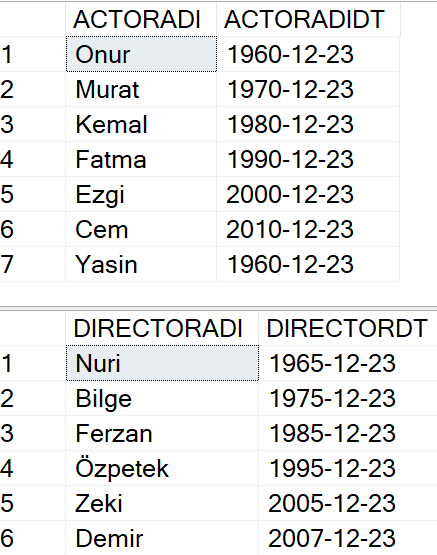 ACTORADI ACTORADIDT
1 Onur 1960-12-23
2 Murat 1970-12-23
3 Kemal 1980-12-23
4 Fatma 1990-12-23
5 Ezgi 2000-12-23
6 Cem 2010-12-23
7 Yasin 1960-12-23
DIRECTORADI DIRECTORDT
1 Nuri 1965-12-23
2 Bilge 1975-12-23
3 Ferzan 1985-12-23
4 Özpetek 1995-12-23
5 Zeki 2005-12-23
6 Demir 2007-12-23